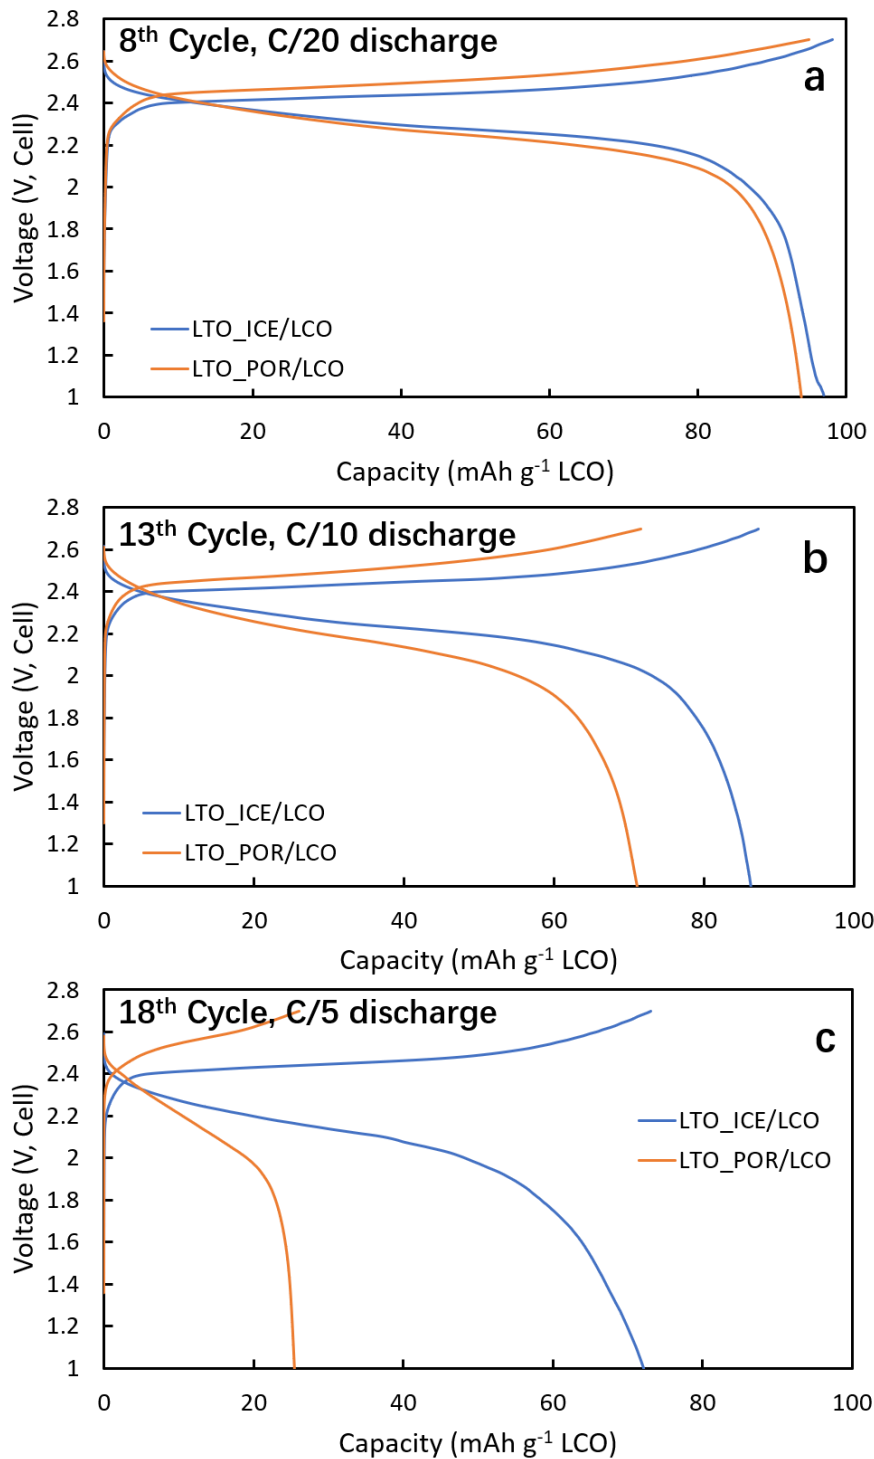 8th Cycle, C/20 discharge
a
Voltage (V, Cell)
2.8
2.6
2.4
2.2
2
1.8
1.6
1.4
1.2
1
LTO_ICE/LCO
LTO_POR/LCO
0 20 40 60 80 100
Capacity (mAh g-1 LCO)
13th Cycle, C/10 discharge
b
Voltage (V, Cell)
2.8
2.6
2.4
2.2
2
1.8
1.6
1.4
1.2
1
LTO_ICE/LCO
LTO_POR/LCO
0 20 40 60 80 100
Capacity (mAh g-1 LCO)
18th Cycle, C/5 discharge
c
Voltage (V, Cell)
2.8
2.6
2.4
2.2
2
1.8
1.6
1.4
1.2
1
LTO_ICE/LCO
LTO_POR/LCO
0 20 40 60 80 100
Capacity (mAh g-1 LCO)